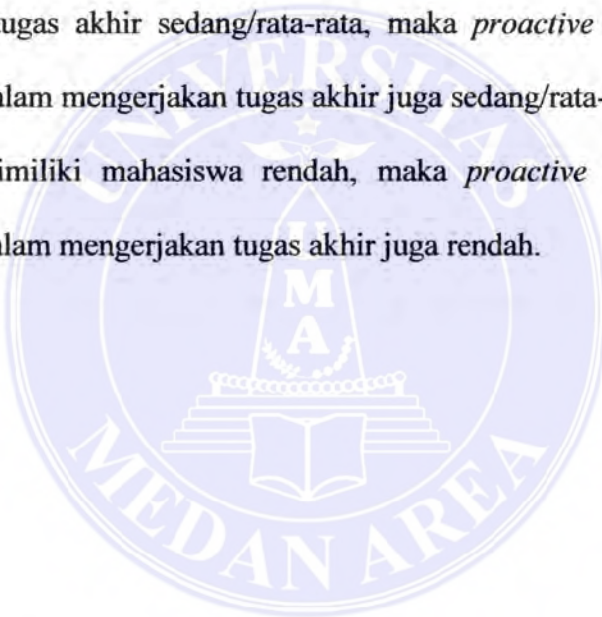 tugas akhir sedang/rata-rata, maka proactive
alam mengerjakan tugas akhir juga sedang/rata-
imiliki mahasiswa rendah, maka proactive
alam mengerjakan tugas akhir juga rendah.
UNIVERSITAS
U
M
A
MEDAN AREA